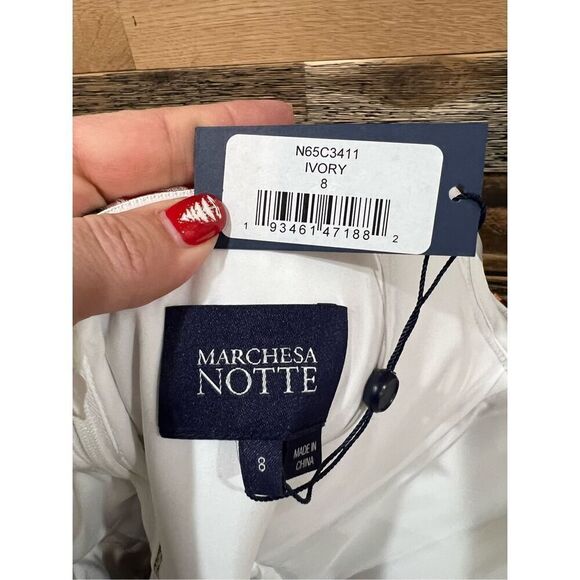 N65C3411
IVORY
8
1 93461 47188 2
MARCHESA
NOTTE
8
MADE IN
CHINA